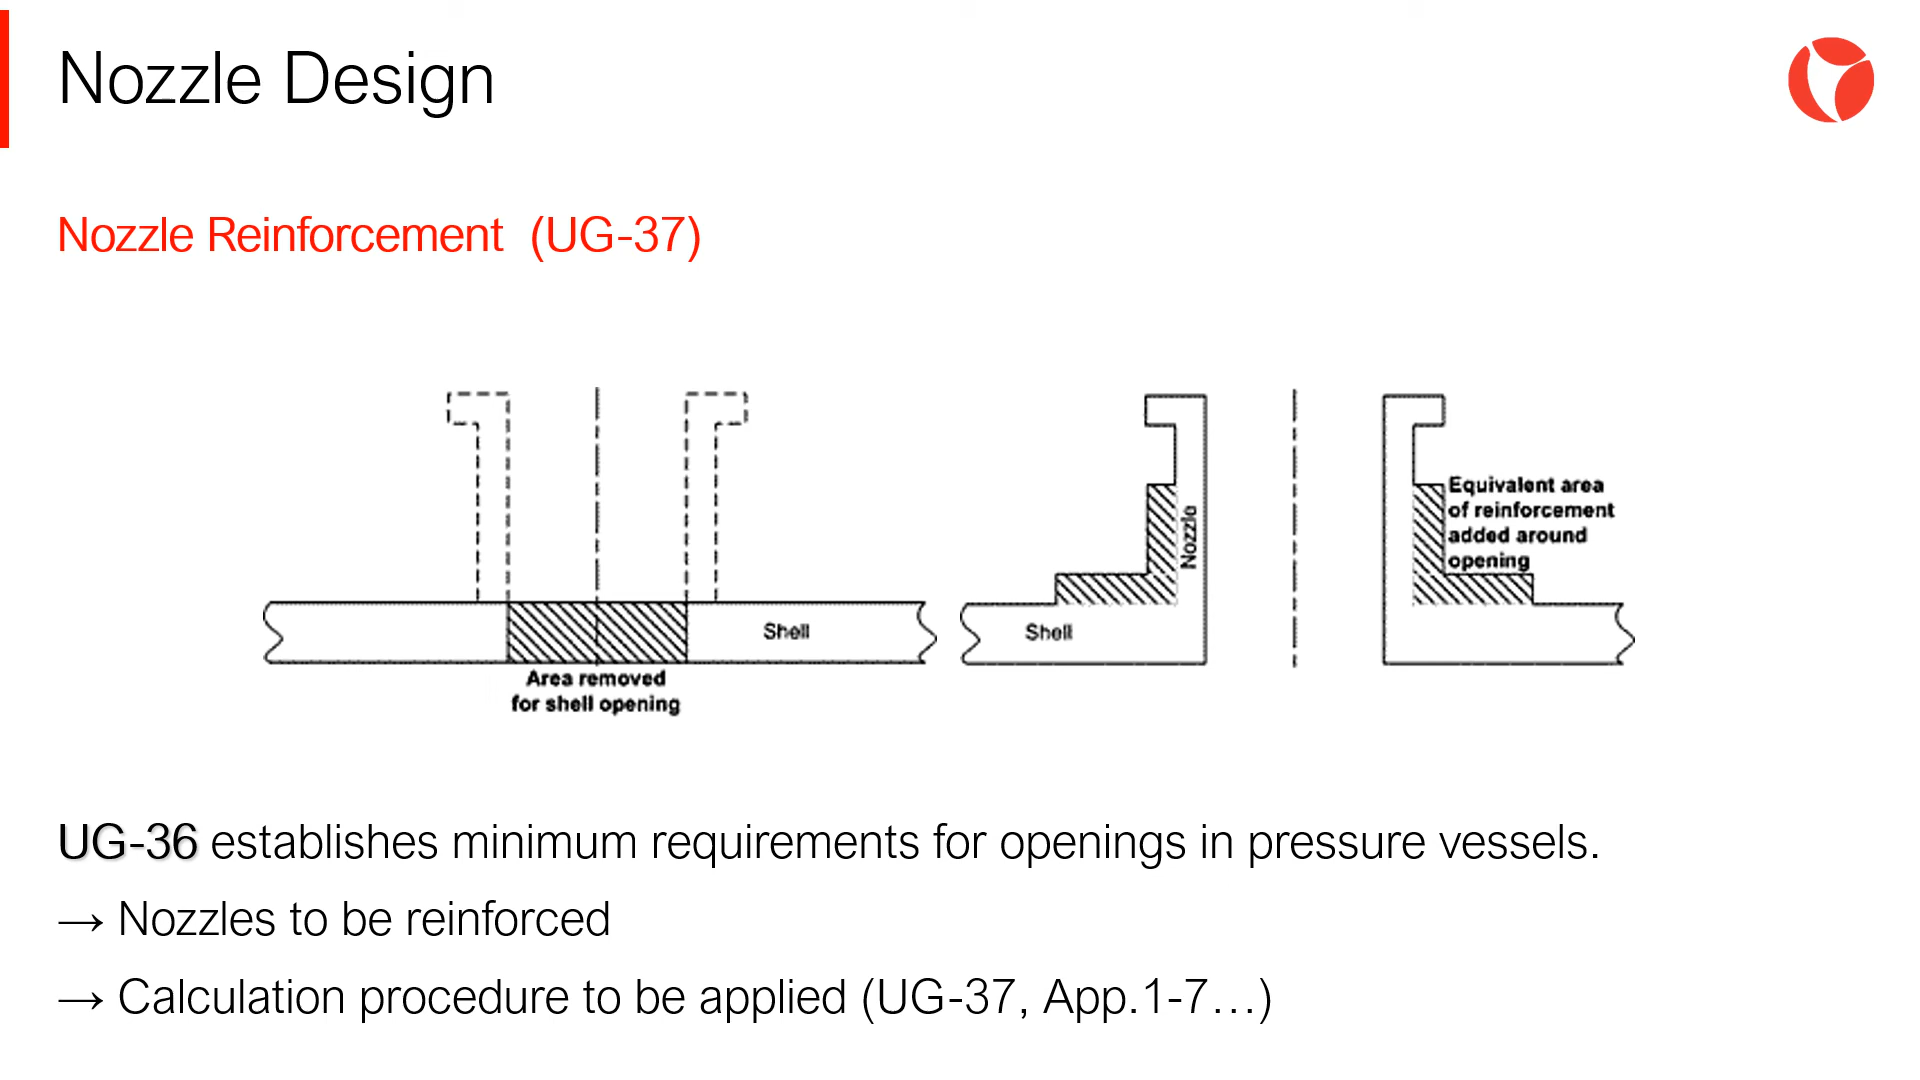 Nozzle Design
Nozzle Reinforcement (UG-37)
Shell
Area removed
for shell opening
Shell
Nozzle
Equivalent area
of reinforcement
added around
opening
UG-36 establishes minimum requirements for openings in pressure vessels.
→ Nozzles to be reinforced
→ Calculation procedure to be applied (UG-37, App.1-7...)